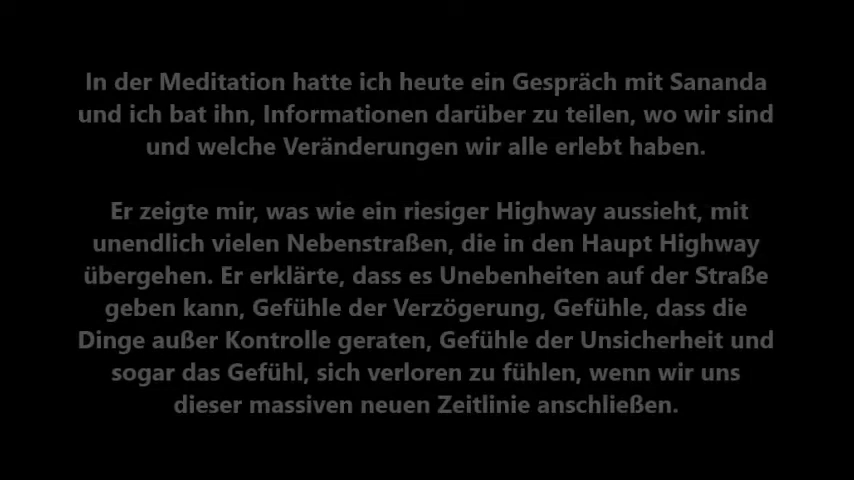 In der Meditation hatte ich heute ein Gespräch mit Sananda
und ich bat ihn, Informationen darüber zu teilen, wo wir sind
und welche Veränderungen wir alle erlebt haben.
Er zeigte mir, was wie ein riesiger Highway aussieht, mit
unendlich vielen Nebenstraßen, die in den Haupt Highway
übergehen. Er erklärte, dass es Unebenheiten auf der Straße
geben kann, Gefühle der Verzögerung, Gefühle, dass die
Dinge außer Kontrolle geraten, Gefühle der Unsicherheit und
sogar das Gefühl, sich verloren zu fühlen, wenn wir uns
dieser massiven neuen Zeitlinie anschließen.